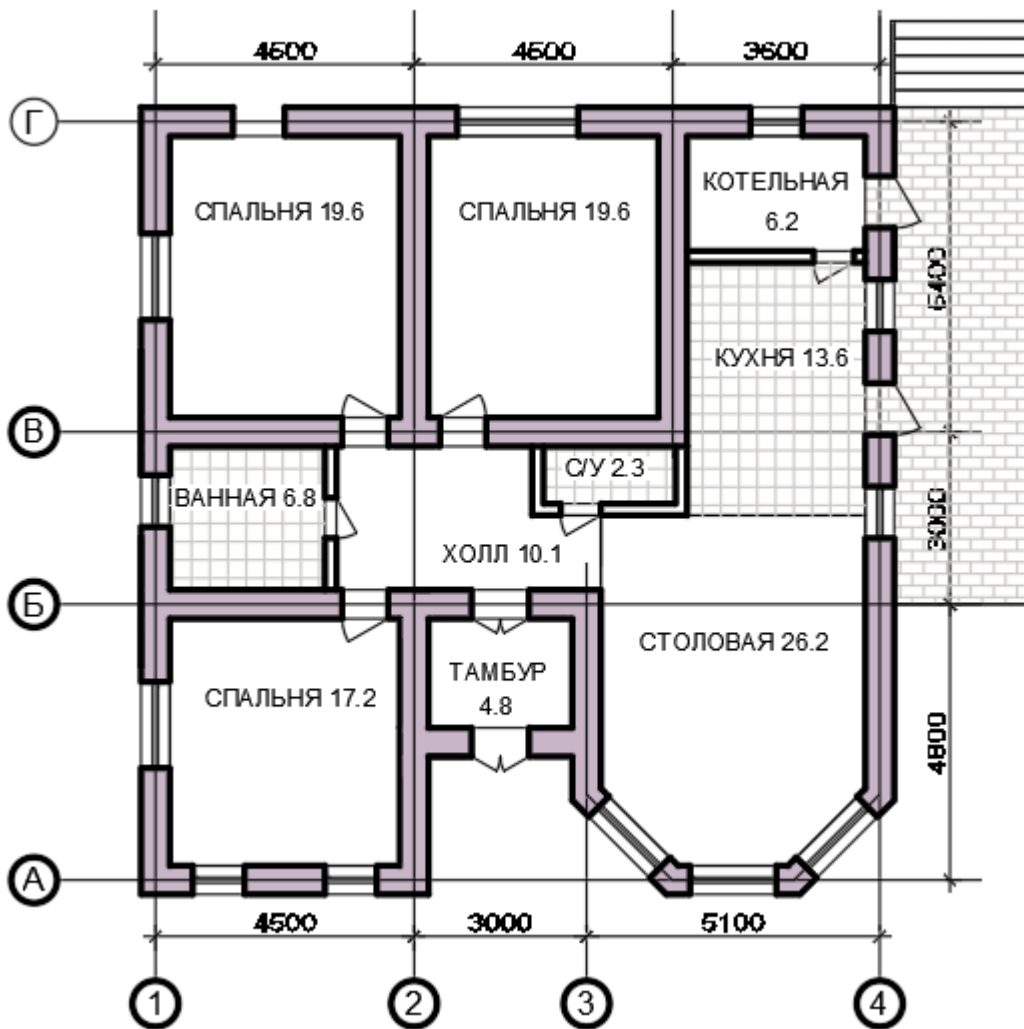 4500
4500
3600
Г
КОТЕЛЬНАЯ
6.2
СПАЛЬНЯ 19.6
СПАЛЬНЯ 19.6
5400
КУХНЯ 13.6
В
С/У 2.3
ВАННАЯ 6.8
3000
ХОЛЛ 10.1
Б
СТОЛОВАЯ 26.2
ТАМБУР
4.8
СПАЛЬНЯ 17.2
4800
А
4500
3000
5100
1
2
3
4